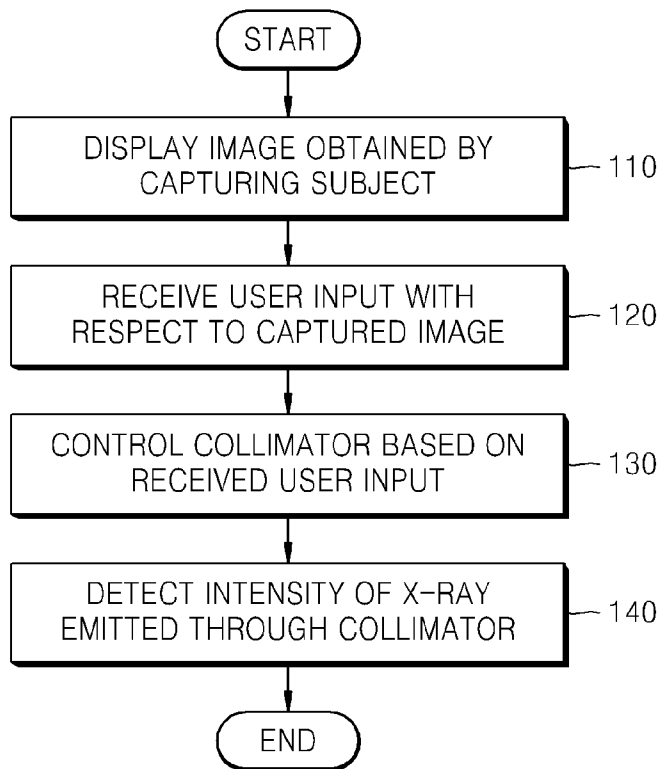 START
DISPLAY IMAGE OBTAINED BY
CAPTURING SUBJECT
110
RECEIVE USER INPUT WITH
RESPECT TO CAPTURED IMAGE
120
CONTROL COLLIMATOR BASED ON
RECEIVED USER INPUT
130
DETECT INTENSITY OF X-RAY
EMITTED THROUGH COLLIMATOR
140
END